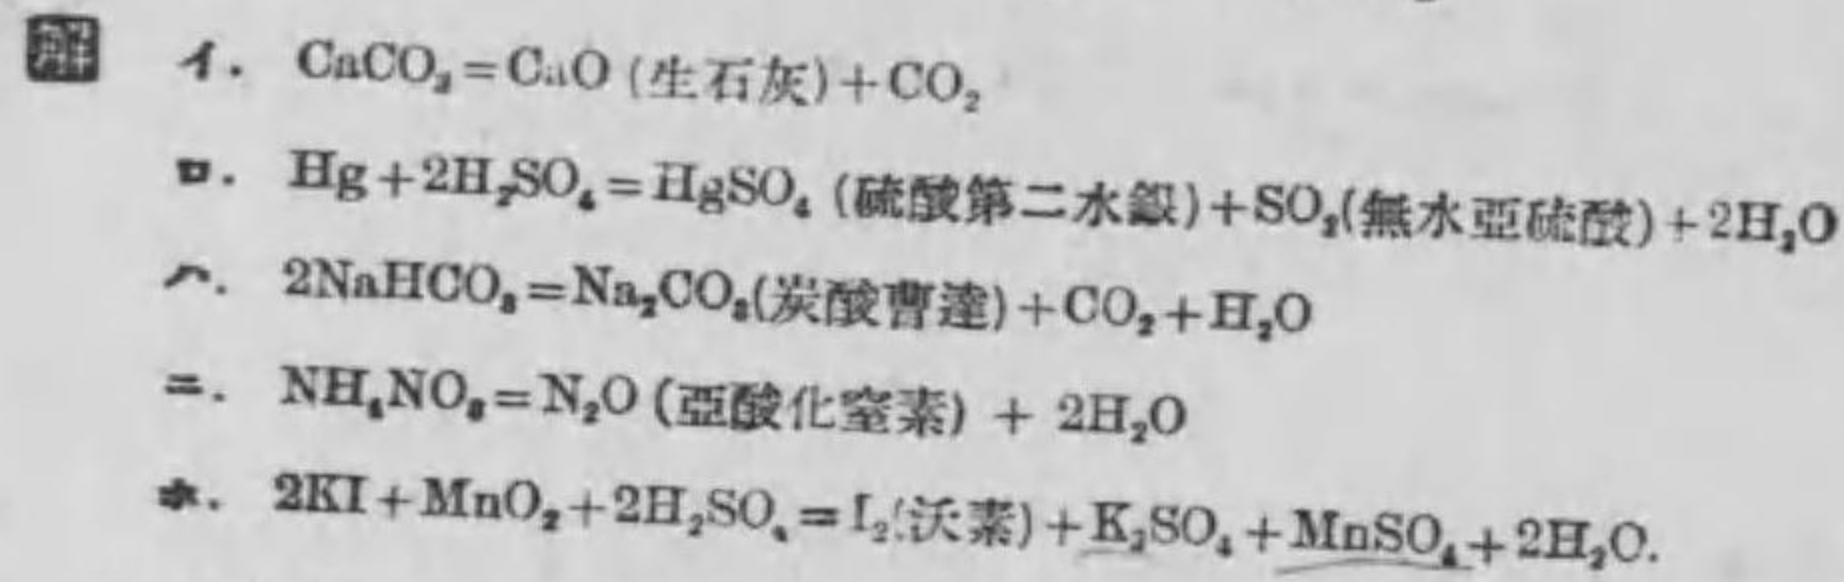 解 イ. CaCO₃=CaO (生石灰)+CO₂
ロ. Hg+2H₂SO₄=HgSO₄ (硫酸第二水銀)+SO₂(無水亞硫酸)+2H₂O
ハ. 2NaHCO₃=Na₂CO₃(炭酸曹達)+CO₂+H₂O
ニ. NH₄NO₃=N₂O (亞酸化窒素) + 2H₂O
ホ. 2KI+MnO₂+2H₂SO₄=I₂(沃素)+K₂SO₄+MnSO₄+2H₂O.